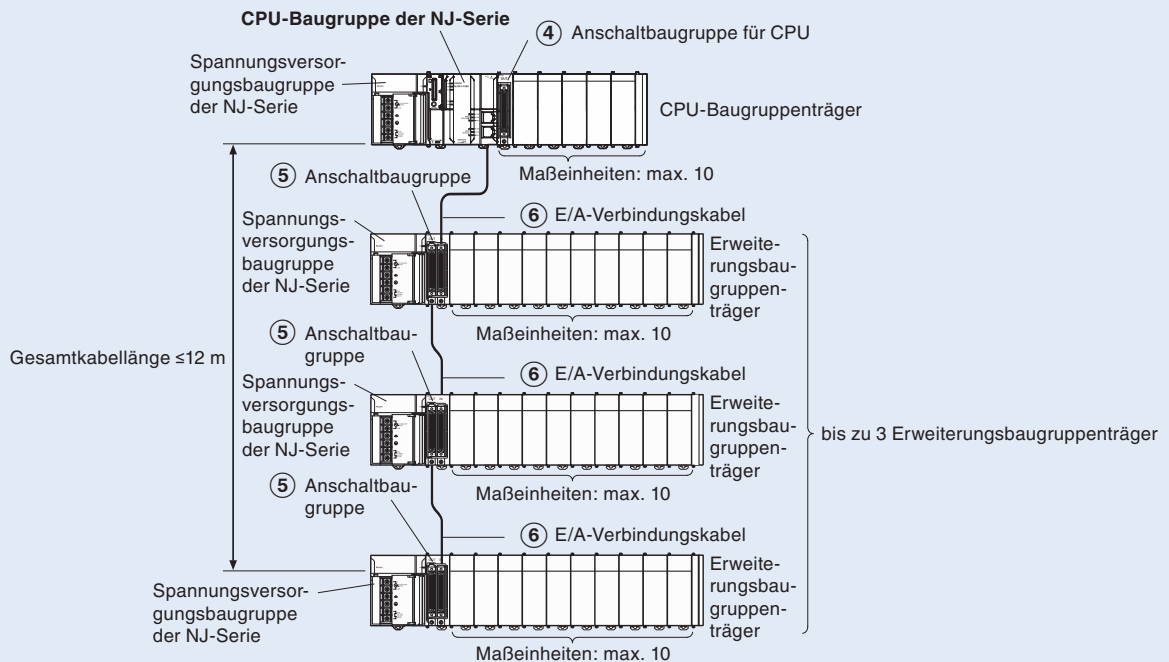 CPU-Baugruppe der NJ-Serie
④ Anschaltbaugruppe für CPU
Spannungsversor-
gungsbaugruppe
der NJ-Serie
CPU-Baugruppenträger
Maßeinheiten: max. 10
⑤ Anschaltbaugruppe
⑥ E/A-Verbindungskabel
Spannungs-
versorgungs-
baugruppe
der NJ-Serie
Erweite-
rungsbau-
gruppen-
träger
Maßeinheiten: max. 10
⑤ Anschaltbau-
gruppe
Gesamtkabellänge ≤12 m
⑥ E/A-Verbindungskabel
Spannungs-
versorgungs-
baugruppe
der NJ-Serie
Erweite-
rungsbau-
gruppen-
träger
bis zu 3 Erweiterungsbaugruppenträger
Maßeinheiten: max. 10
⑤ Anschaltbau-
gruppe
⑥ E/A-Verbindungskabel
Spannungsversor-
gungsbaugruppe
der NJ-Serie
Erweite-
rungsbau-
gruppen-
träger
Maßeinheiten: max. 10